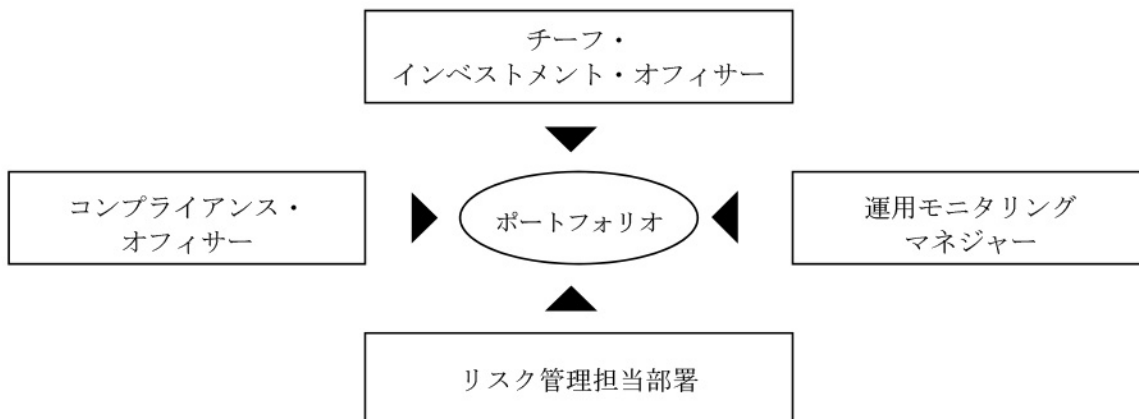 チーフ・
インベストメント・オフィサー
コンプライアンス・
オフィサー
ポートフォリオ
運用モニタリング
マネジャー
リスク管理担当部署